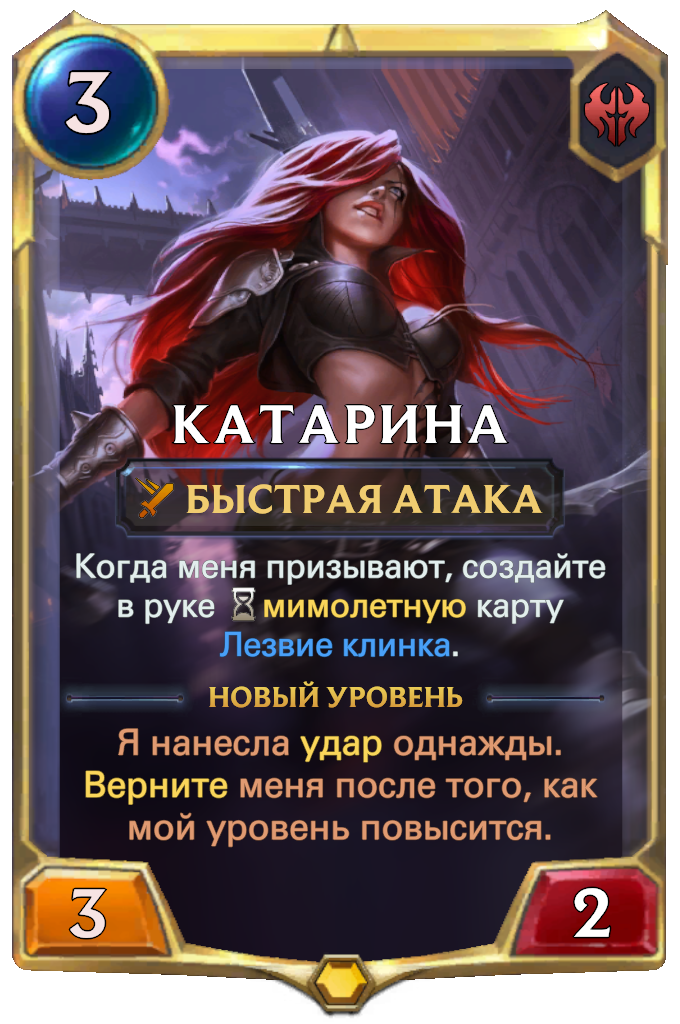 3
КАТАРИНА
БЫСТРАЯ АТАКА
Когда меня призывают, создайте
в руке мимолетную карту
Лезвие клинка.
НОВЫЙ УРОВЕНЬ
Я нанесла удар однажды.
Верните меня после того, как
мой уровень повысится.
3
2